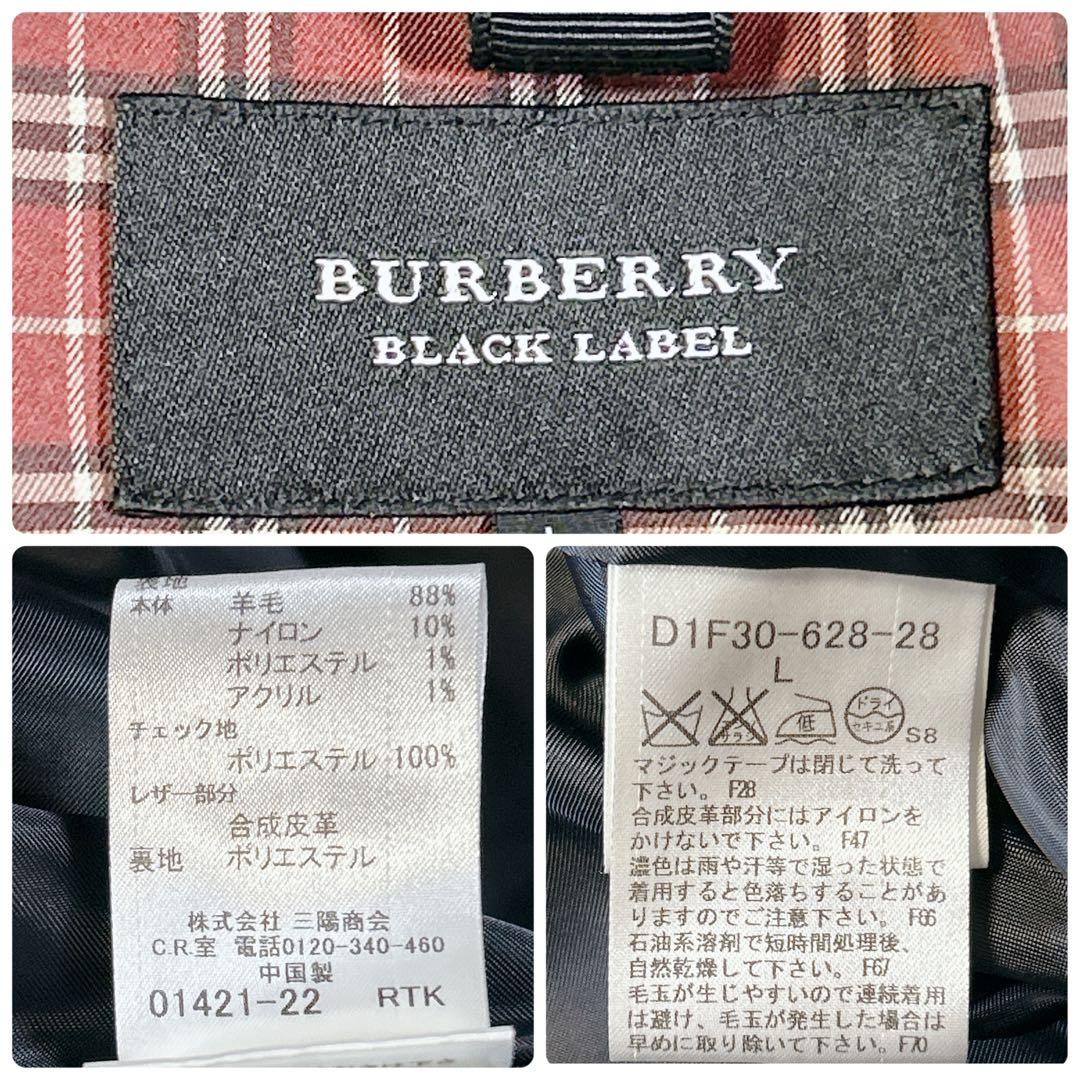 BURBERRY
BLACK LABEL
L
表地
本体 羊毛 88%
ナイロン 10%
ポリエステル 1%
アクリル 1%
チェック地
ポリエステル 100%
レザー部分
合成皮革
裏地 ポリエステル
株式会社 三陽商会
C.R.室 電話0120-340-460
中国製
01421-22 RTK
D1F30-628-28
L
エンソ
サラシ
低
ドライ
セキユ系
S8
マジックテープは閉じて洗って
下さい。F28
合成皮革部分にはアイロンを
かけないで下さい。F47
濃色は雨や汗等で湿った状態で
着用すると色落ちすることがあ
りますのでご注意下さい。F66
石油系溶剤で短時間処理後、
自然乾燥して下さい。F67
毛玉が生じやすいので連続着用
は避け、毛玉が発生した場合は
早めに取り除いて下さい。F70